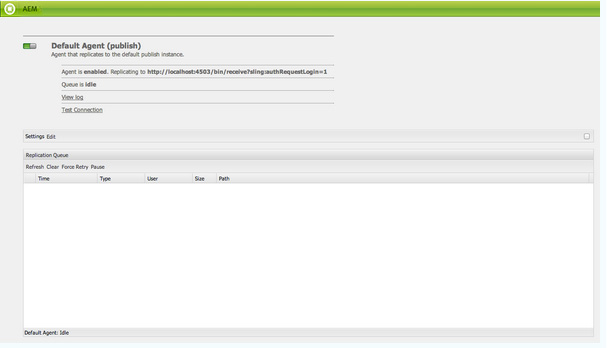 AEM
Default Agent (publish)
Agent that replicates to the default publish instance.
Agent is enabled. Replicating to http://localhost:4503/bin/receive?sling:authRequestLogin=1
Queue is idle
View log
Test Connection
Settings Edit
Replication Queue
Refresh Clear Force Retry Pause
Time Type User Size Path
Default Agent: Idle